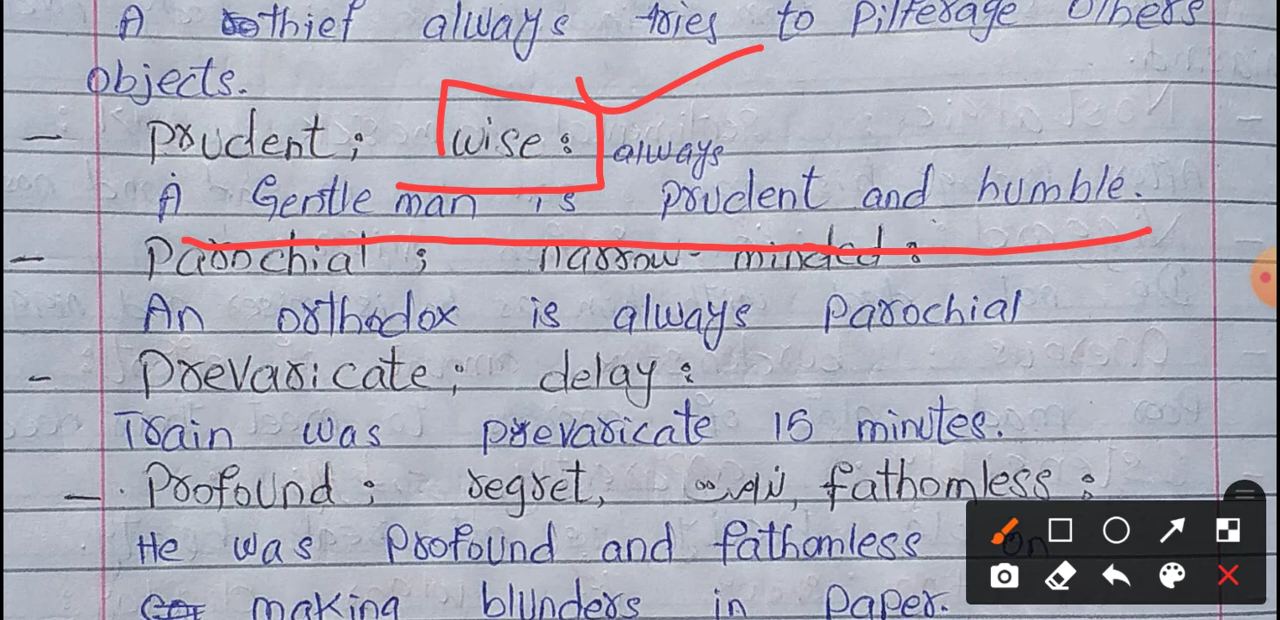 A thief always tries to Pilferage others
objects.
- Prudent; wise:
always
A Gentle man is Prudent and humble.
- Parochial; narrow-minded:
An orthodox is always Parochial
- Prevaricate; delay:
Train was prevaricate 15 minutes.
- Profound; regret, fathomless:
He was Profound and fathomless on
making blunders in Paper.